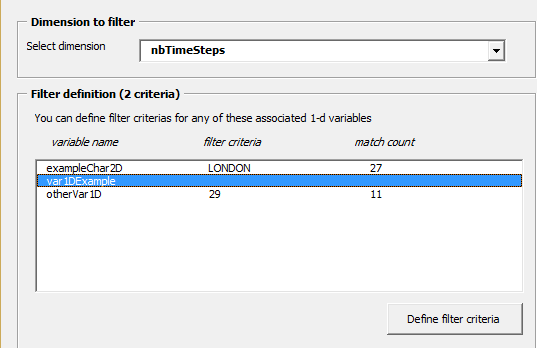 Dimension to filter
Select dimension nbTimeSteps
Filter definition (2 criteria)
You can define filter criterias for any of these associated 1-d variables
variable name filter criteria match count
exampleChar2D LONDON 27
var1DExample
otherVar1D 29 11
Define filter criteria